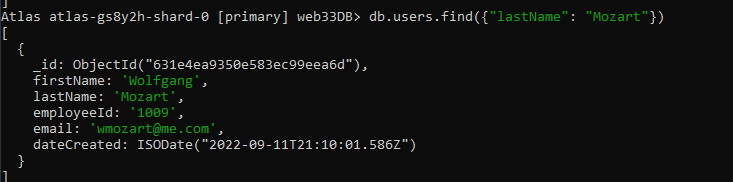 ]
Atlas atlas-gs8y2h-shard-0 [primary] web33DB> db.users.find({"lastName": "Mozart"})
[
  {
    _id: ObjectId("631e4ea9350e583ec99eea6d"),
    firstName: 'Wolfgang',
    lastName: 'Mozart',
    employeeId: '1009',
    email: 'wmozart@me.com',
    dateCreated: ISODate("2022-09-11T21:10:01.586Z")
  }
]